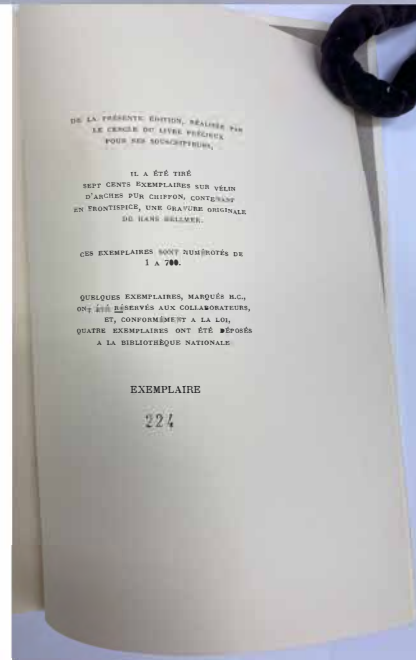 DE LA PRÉSENTE ÉDITION, RÉALISÉE PAR
LE CERCLE DU LIVRE PRÉCIEUX
POUR SES SOUSCRIPTEURS,
IL A ÉTÉ TIRÉ
SEPT CENTS EXEMPLAIRES SUR VÉLIN
D'ARCHES PUR CHIFFON, CONTENANT
EN FRONTISPICE, UNE GRAVURE ORIGINALE
DE HANS BELLMER.
CES EXEMPLAIRES SONT NUMÉROTÉS DE
1 A 700.
QUELQUES EXEMPLAIRES, MARQUÉS H.C.,
ONT ÉTÉ RÉSERVÉS AUX COLLABORATEURS,
ET, CONFORMÉMENT A LA LOI,
QUATRE EXEMPLAIRES ONT ÉTÉ DÉPOSÉS
A LA BIBLIOTHÈQUE NATIONALE
EXEMPLAIRE
224